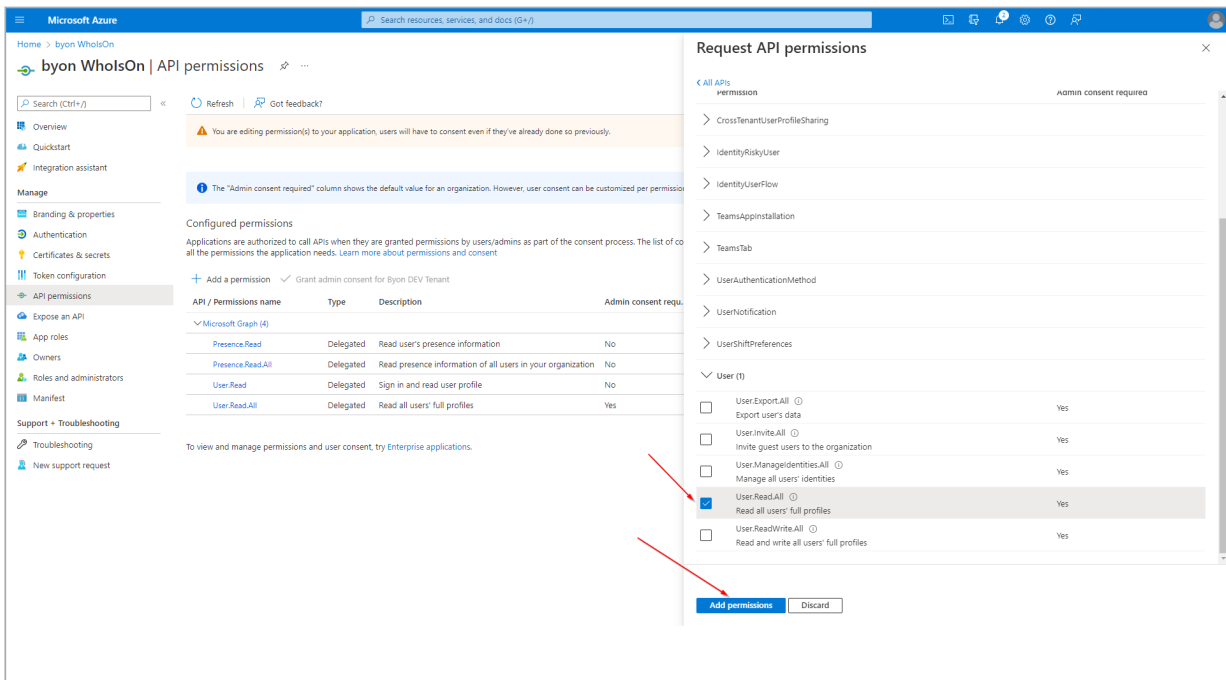 Microsoft Azure
Search resources, services, and docs (G+/)
2
Home > byon WhoIsOn
byon WhoIsOn | API permissions
Search (Ctrl+/)
Overview
Quickstart
Integration assistant
Manage
Branding & properties
Authentication
Certificates & secrets
Token configuration
API permissions
Expose an API
App roles
Owners
Roles and administrators
Manifest
Support + Troubleshooting
Troubleshooting
New support request
Refresh
Got feedback?
You are editing permission(s) to your application, users will have to consent even if they've already done so previously.
The "Admin consent required" column shows the default value for an organization. However, user consent can be customized per permission
Configured permissions
Applications are authorized to call APIs when they are granted permissions by users/admins as part of the consent process. The list of co
all the permissions the application needs. Learn more about permissions and consent
Add a permission Grant admin consent for Byon DEV Tenant
API / Permissions name Type Description Admin consent requ...
Microsoft Graph (4)
Presence.Read Delegated Read user's presence information No
Presence.Read.All Delegated Read presence information of all users in your organization No
User.Read Delegated Sign in and read user profile No
User.Read.All Delegated Read all users' full profiles Yes
To view and manage permissions and user consent, try Enterprise applications.
Request API permissions
All APIs
Permission Admin consent required
CrossTenantUserProfileSharing
IdentityRiskyUser
IdentityUserFlow
TeamsAppInstallation
TeamsTab
UserAuthenticationMethod
UserNotification
UserShiftPreferences
User (1)
User.Export.All
Export user's data
Yes
User.Invite.All
Invite guest users to the organization
Yes
User.ManageIdentities.All
Manage all users' identities
Yes
User.Read.All
Read all users' full profiles
Yes
User.ReadWrite.All
Read and write all users' full profiles
Yes
Add permissions
Discard